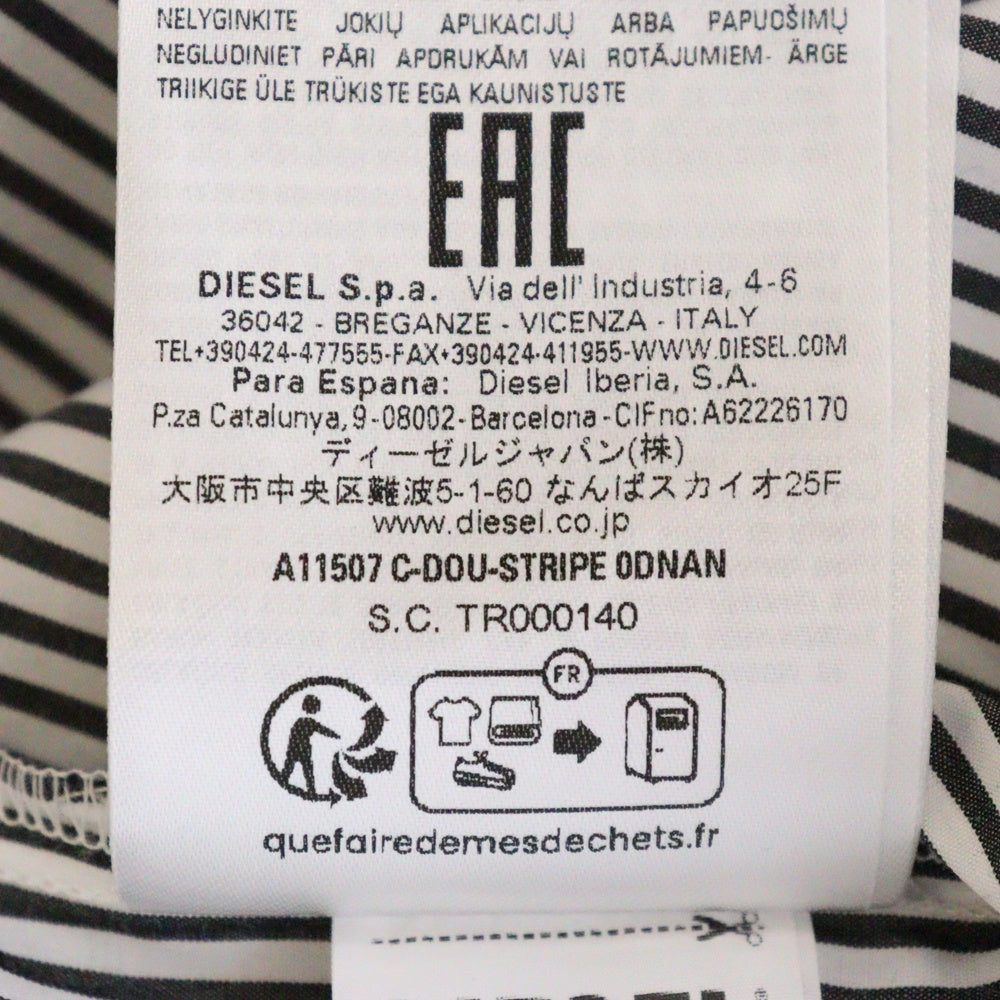 NELYGINKITE JOKIŲ APLIKACIJŲ ARBA PAPUOŠIMŲ
NEGLUDINIET PĀRI APDRUKĀM VAI ROTĀJUMIEM- ÄRGE
TRIIKIGE ÜLE TRÜKISTE EGA KAUNISTUSTE
EAC
DIESEL S.p.a. Via dell' Industria, 4-6
36042 - BREGANZE - VICENZA - ITALY
TEL+390424-477555-FAX+390424-411955-WWW.DIESEL.COM
Para Espana: Diesel Iberia, S.A.
P.za Catalunya,9-08002-Barcelona-CIFno:A62226170
ディーゼルジャパン(株)
大阪市中央区難波5-1-60 なんばスカイオ25F
www.diesel.co.jp
A11507 C-DOU-STRIPE 0DNAN
S.C. TR000140
FR
quefairedemesdechets.fr